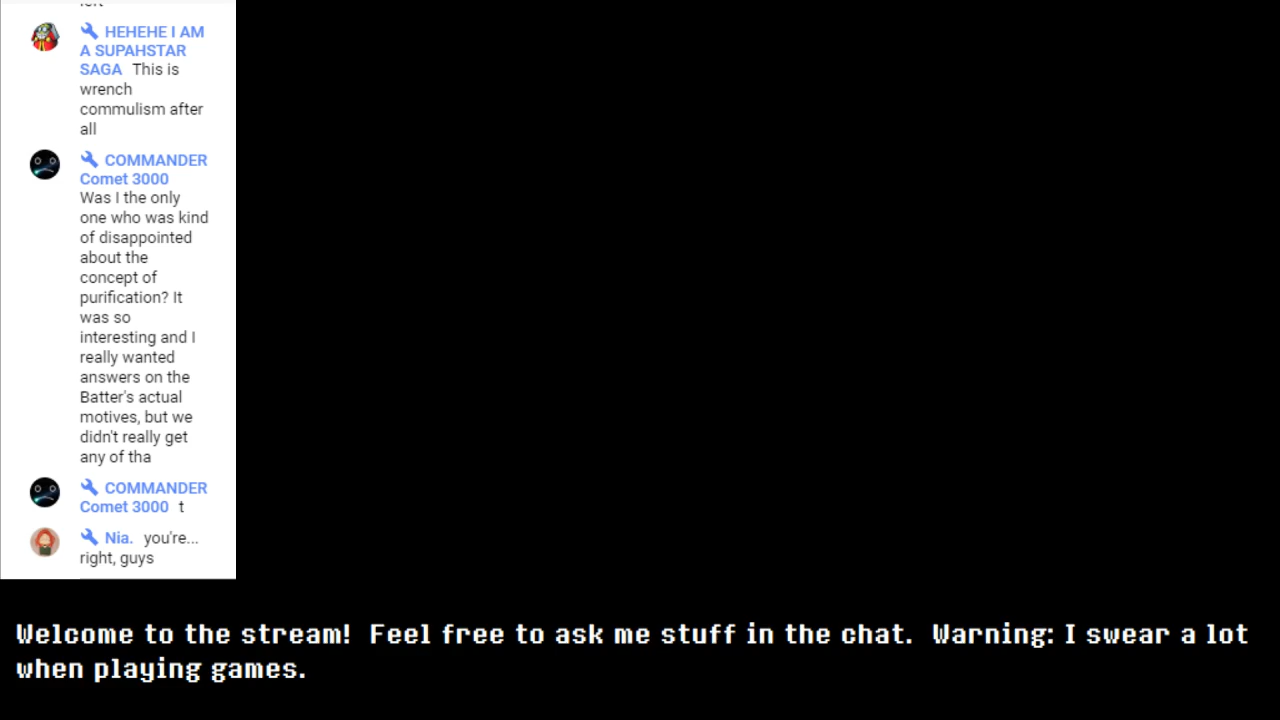 HEHEHE I AM
A SUPAHSTAR
SAGA This is
wrench
commulism after
all
COMMANDER
Comet 3000
Was I the only
one who was kind
of disappointed
about the
concept of
purification? It
was so
interesting and I
really wanted
answers on the
Batter's actual
motives, but we
didn't really get
any of tha
COMMANDER
Comet 3000 t
Nia. you're...
right, guys
Welcome to the stream! Feel free to ask me stuff in the chat. Warning: I swear a lot
when playing games.